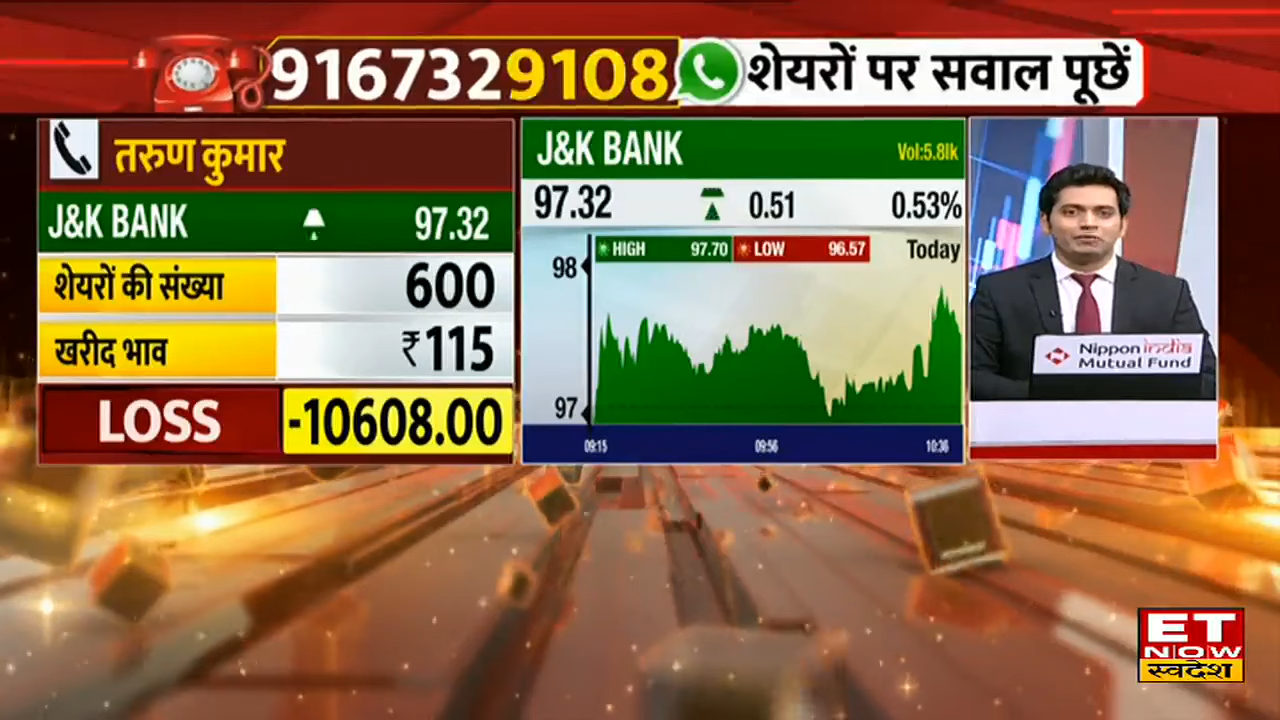 9167329108 शेयरों पर सवाल पूछें
तरुण कुमार
J&K BANK 97.32
शेयरों की संख्या 600
खरीद भाव ₹115
LOSS -10608.00
J&K BANK Vol:5.8lk
97.32 0.51 0.53%
HIGH 97.70 LOW 96.57 Today
98
97
09:15 09:56 10:36
Nippon india
Mutual Fund
ET
NOW
स्वदेश